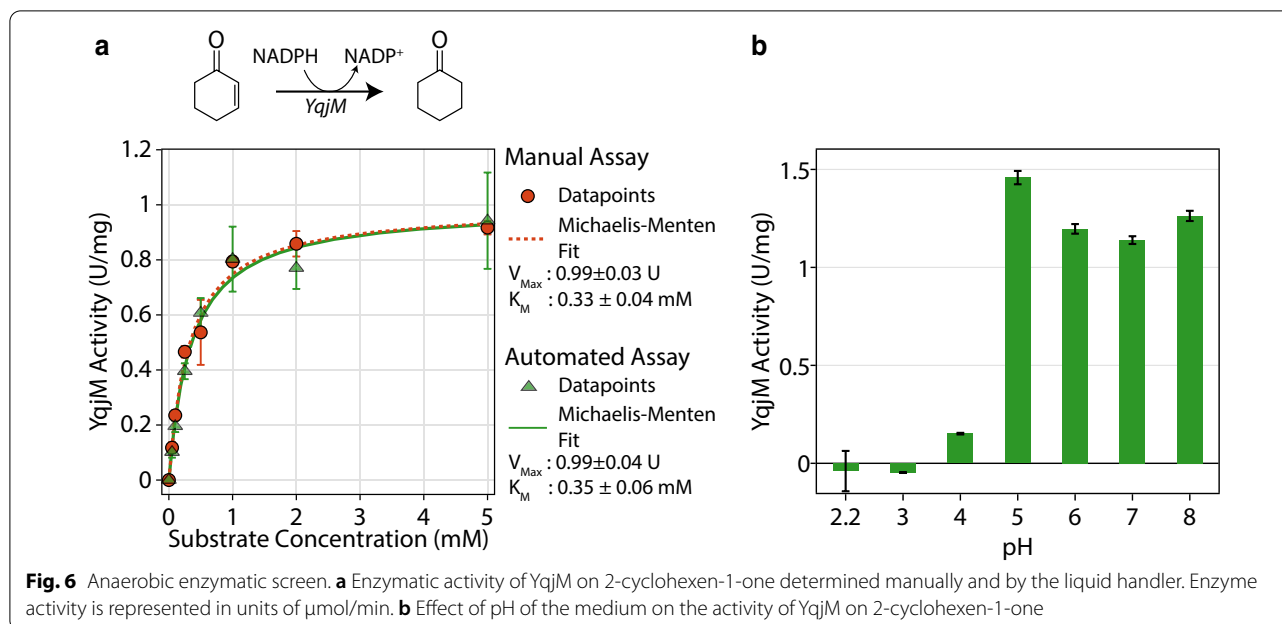 a
O
O
NADPH
NADP+
YqjM
1.2
1
0.8
0.6
0.4
0.2
0
YqjM Activity (U/mg)
0
1
2
3
4
5
Substrate Concentration (mM)
Manual Assay
Datapoints
Michaelis-Menten
Fit
VMax : 0.99±0.03 U
KM : 0.33 ± 0.04 mM
Automated Assay
Datapoints
Michaelis-Menten
Fit
VMax : 0.99±0.04 U
KM : 0.35 ± 0.06 mM
b
1.5
1
0.5
0
YqjM Activity (U/mg)
2.2
3
4
5
6
7
8
pH
Fig. 6 Anaerobic enzymatic screen. a Enzymatic activity of YqjM on 2-cyclohexen-1-one determined manually and by the liquid handler. Enzyme
activity is represented in units of µmol/min. b Effect of pH of the medium on the activity of YqjM on 2-cyclohexen-1-one